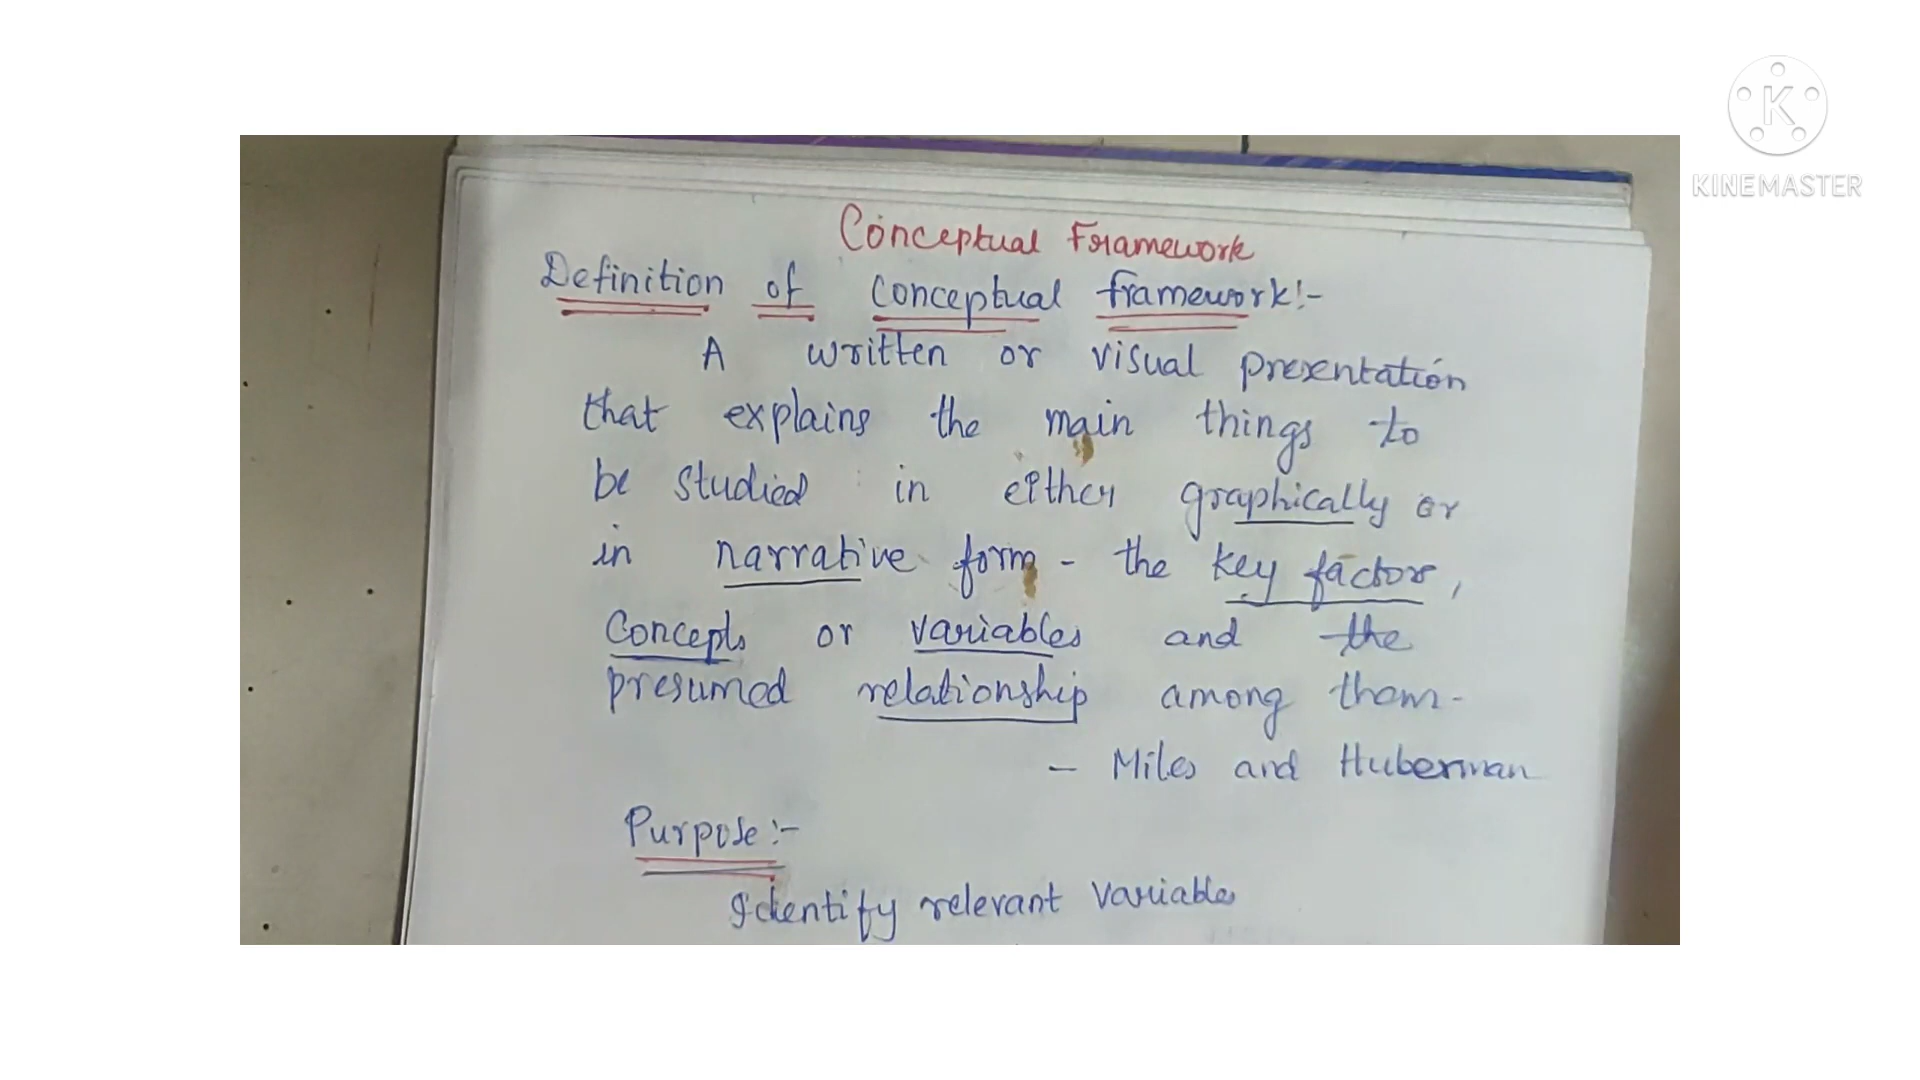 Conceptual Framework
Definition of conceptual framework:-
A written or visual presentation
that explains the main things to
be studied in either graphically or
in narrative form - the key factors,
Concepts or variables and the
presumed relationship among them-
- Miles and Huberman
Purpose:-
Identify relevant variables
KINEMASTER